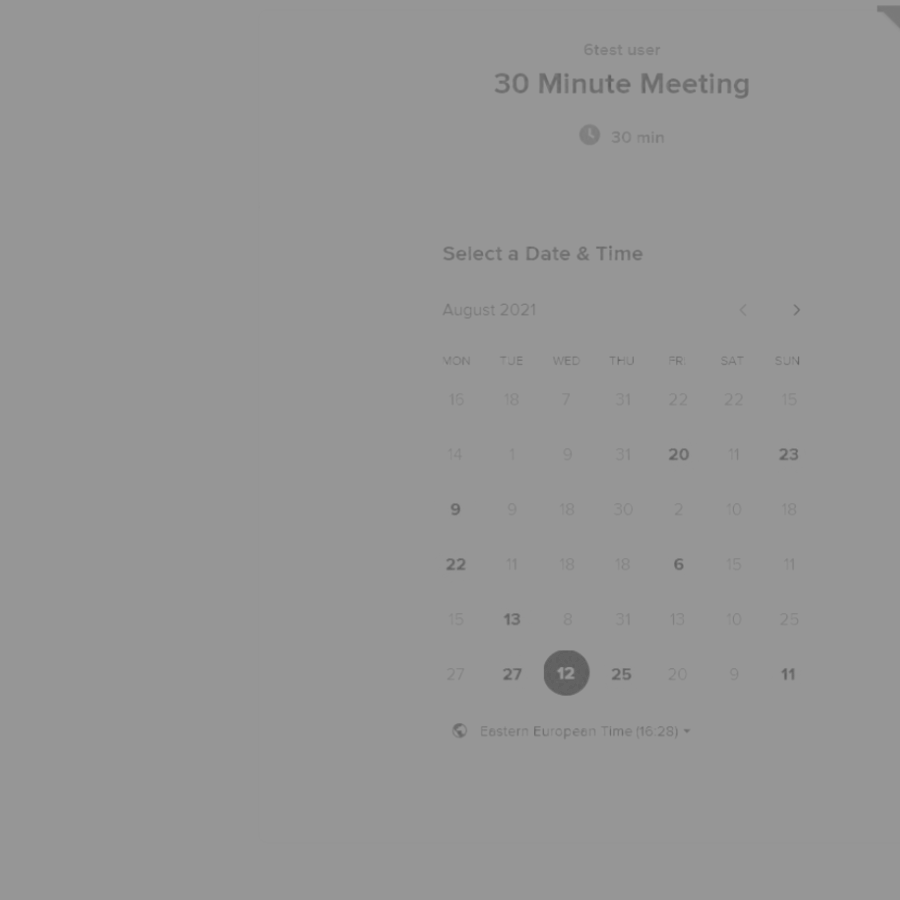 6test user
30 Minute Meeting
30 min
Select a Date & Time
August 2021
MON TUE WED THU FRI SAT SUN
16 18 7 31 22 22 15
14 1 9 31 20 11 23
9 9 18 30 2 10 18
22 11 18 18 6 15 11
15 13 8 31 13 10 25
27 27 12 25 20 9 11
Eastern European Time (16:28)